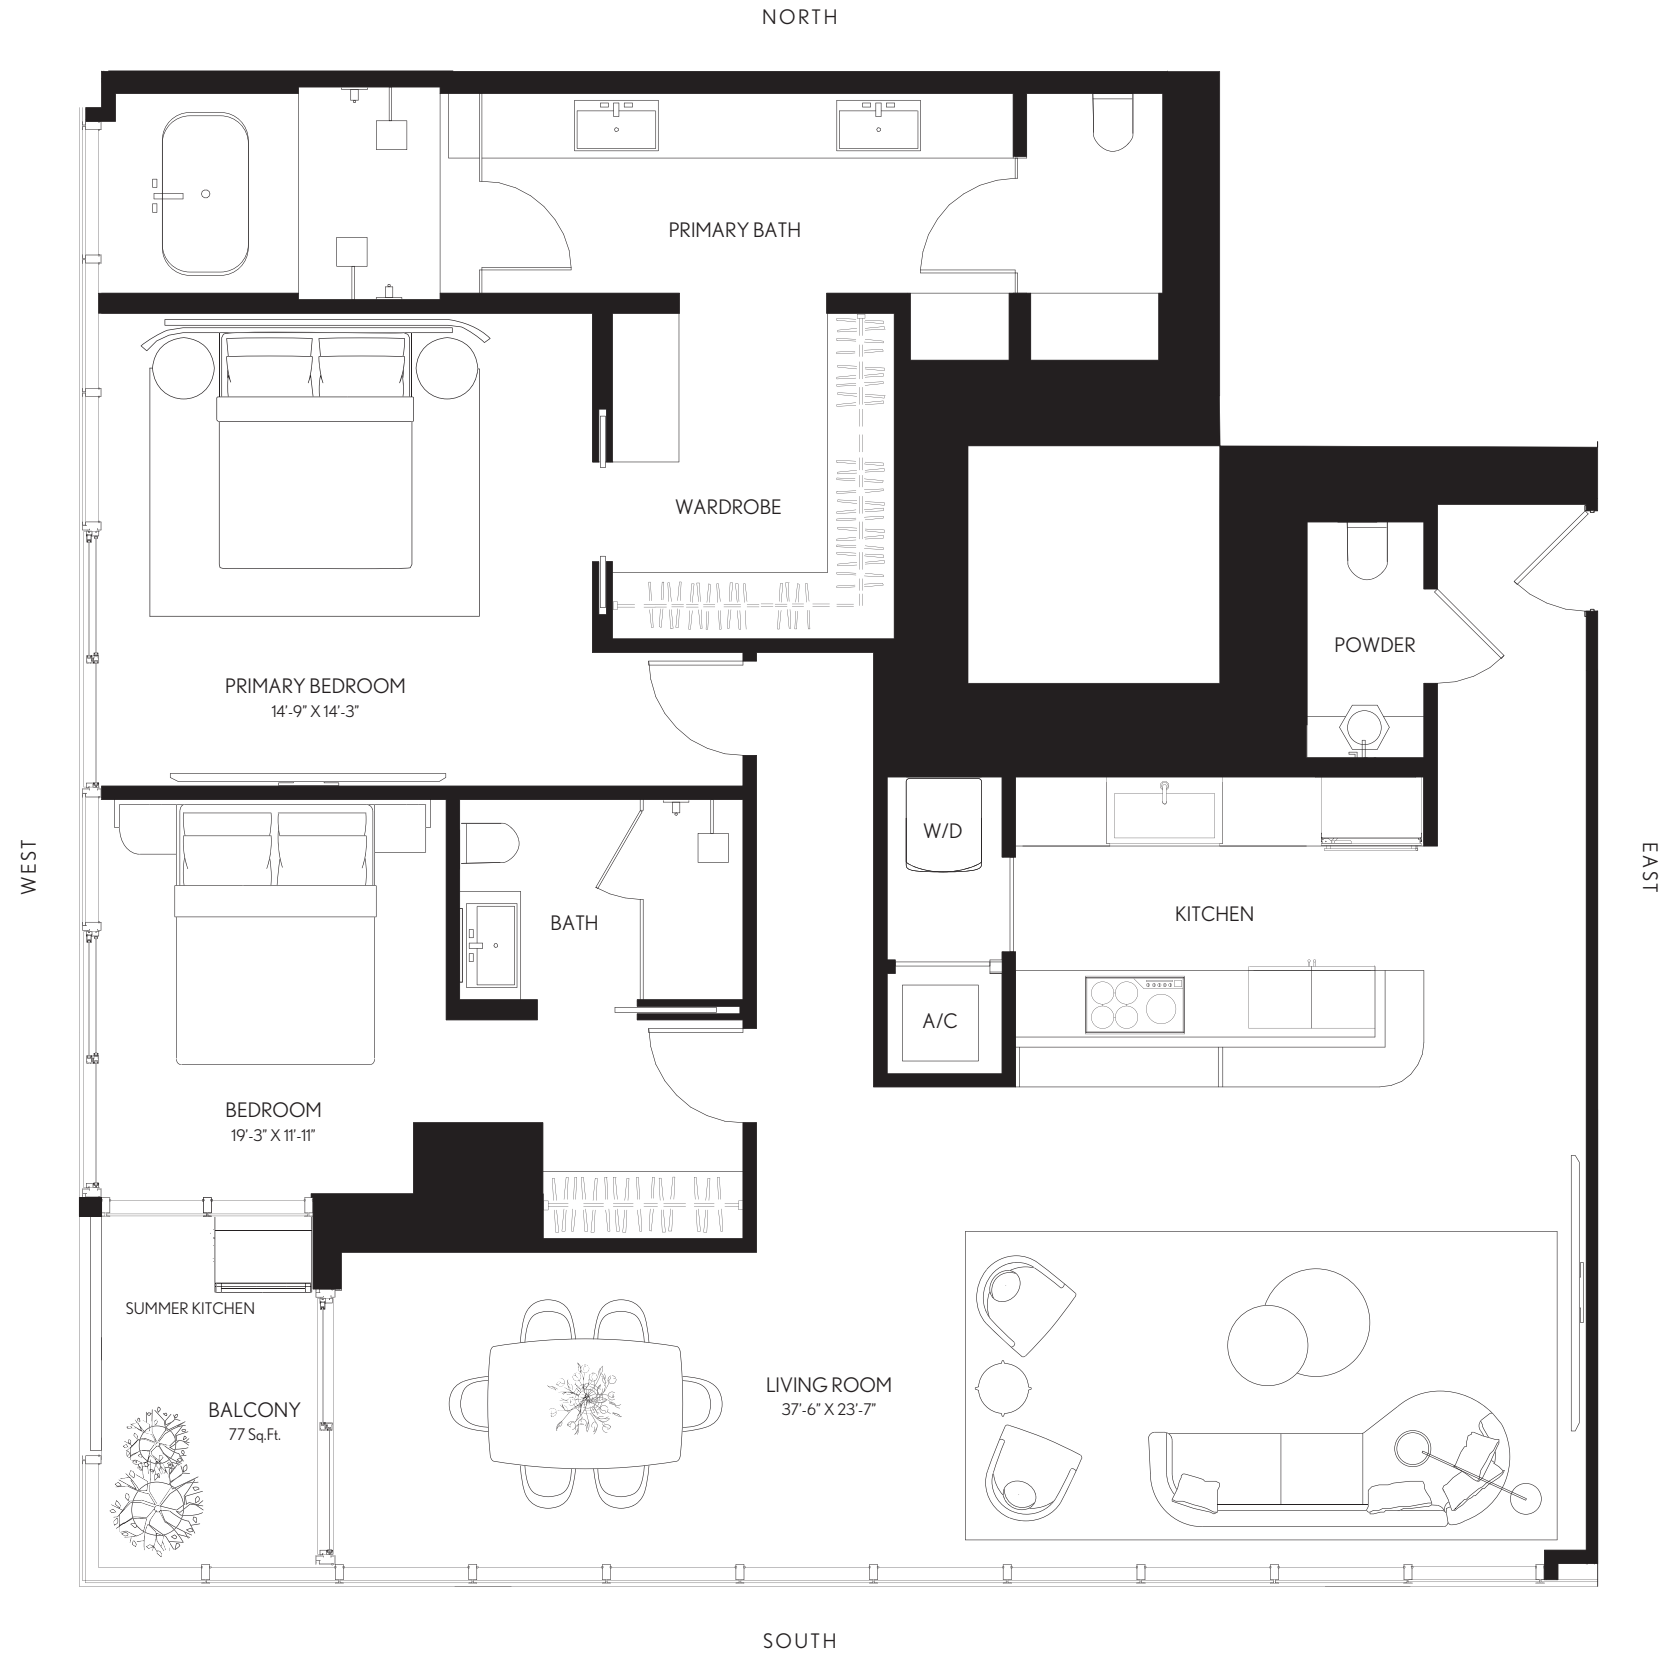 NORTH
PRIMARY BATH
WARDROBE
POWDER
PRIMARY BEDROOM
14'-9" X 14'-3"
W/D
WEST
EAST
KITCHEN
BATH
A/C
BEDROOM
19'-3" X 11'-11"
SUMMER KITCHEN
LIVING ROOM
37'-6" X 23'-7"
BALCONY
77 Sq.Ft.
SOUTH